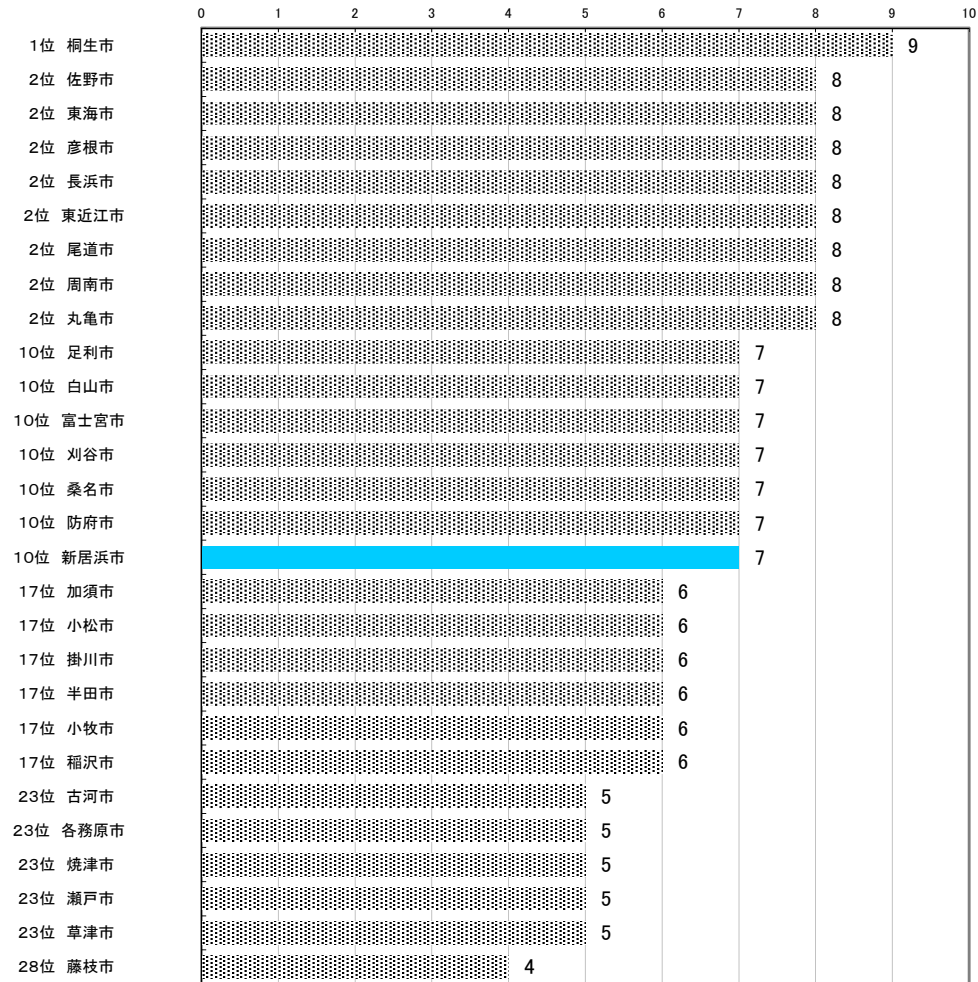 0 1 2 3 4 5 6 7 8 9 10
1位 桐生市 9
2位 佐野市 8
2位 東海市 8
2位 彦根市 8
2位 長浜市 8
2位 東近江市 8
2位 尾道市 8
2位 周南市 8
2位 丸亀市 8
10位 足利市 7
10位 白山市 7
10位 富士宮市 7
10位 刈谷市 7
10位 桑名市 7
10位 防府市 7
10位 新居浜市 7
17位 加須市 6
17位 小松市 6
17位 掛川市 6
17位 半田市 6
17位 小牧市 6
17位 稲沢市 6
23位 古河市 5
23位 各務原市 5
23位 焼津市 5
23位 瀬戸市 5
23位 草津市 5
28位 藤枝市 4